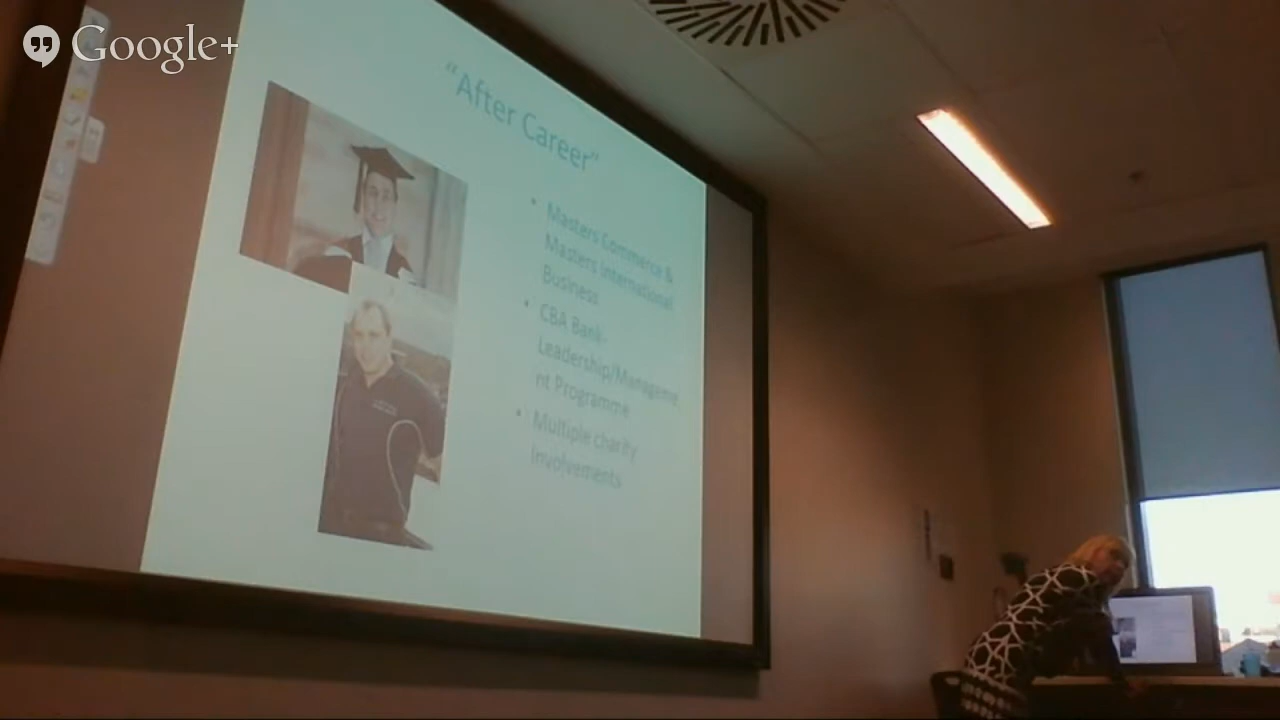 Google+
“After Career”
• Masters Commerce &
Masters International
Business
• CBA Bank-
Leadership/Manageme
nt Programme
• Multiple charity
involvements